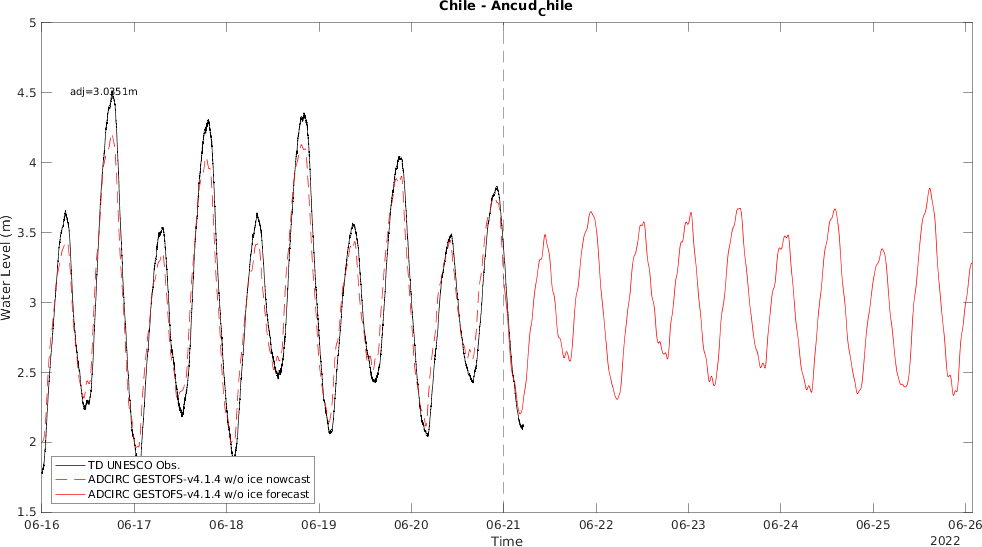 Chile - Ancud_Chile
5
4.5
4
3.5
3
2.5
2
1.5
Water Level (m)
adj=3.0351m
TD UNESCO Obs.
ADCIRC GESTOFS-v4.1.4 w/o ice nowcast
ADCIRC GESTOFS-v4.1.4 w/o ice forecast
06-16 06-17 06-18 06-19 06-20 06-21 06-22 06-23 06-24 06-25 06-26
Time
2022